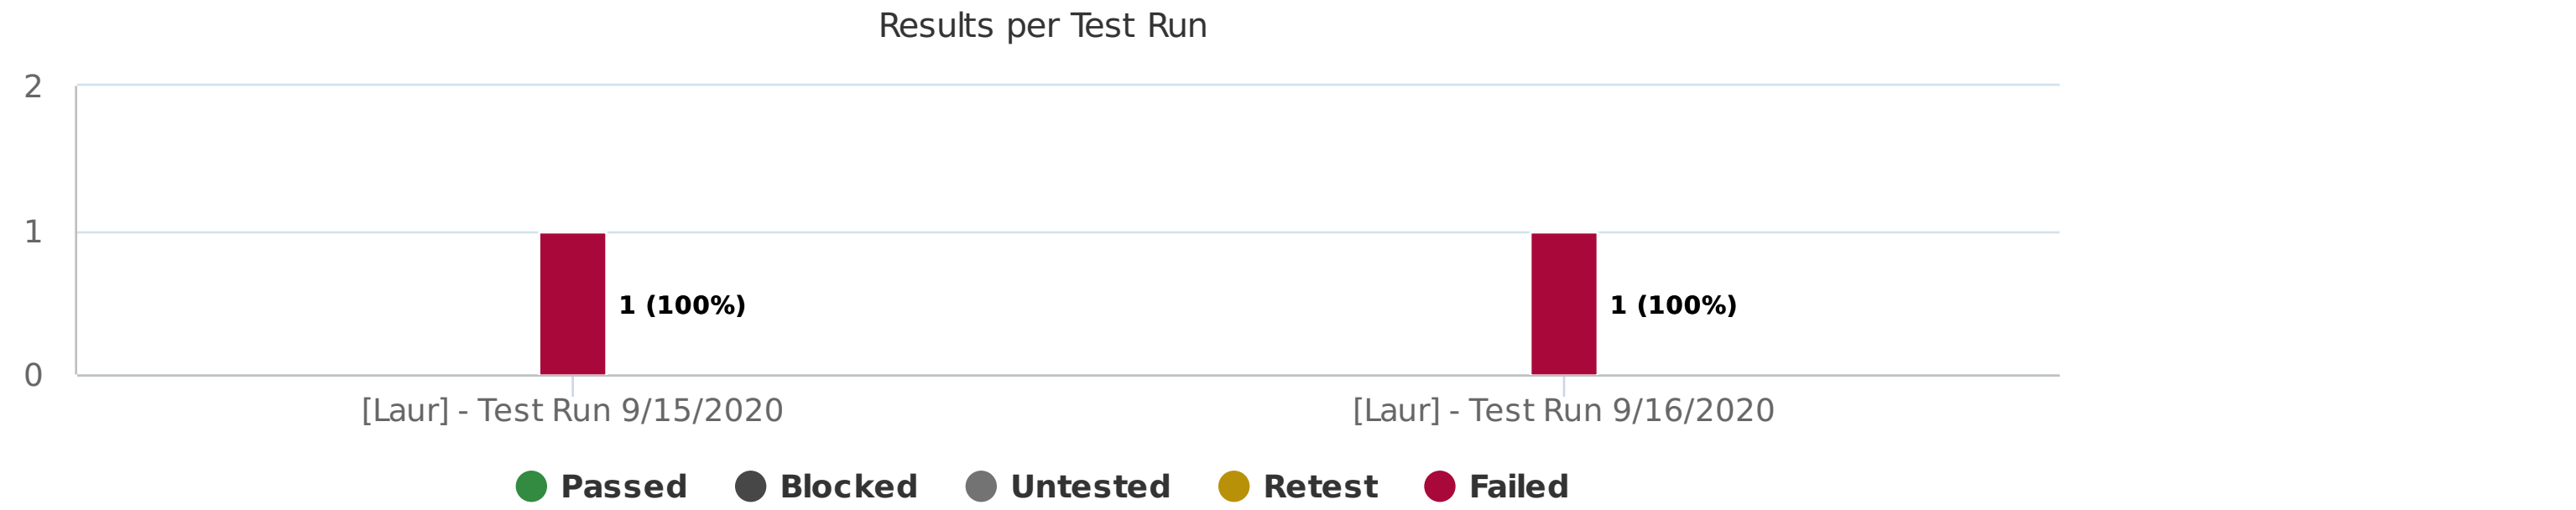 Results per Test Run
2
1
0
1 (100%)
1 (100%)
[Laur] - Test Run 9/15/2020
[Laur] - Test Run 9/16/2020
Passed Blocked Untested Retest Failed